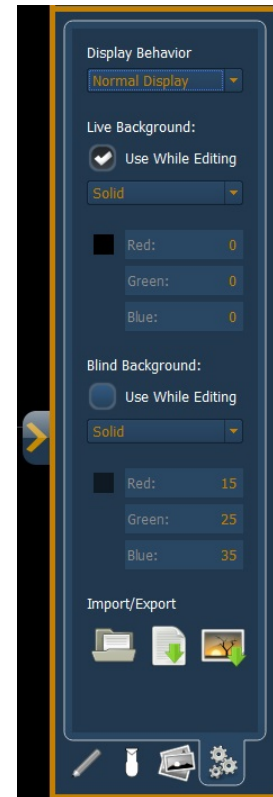 Display Behavior
Normal Display
Live Background:
Use While Editing
Solid
Red: 0
Green: 0
Blue: 0
Blind Background:
Use While Editing
Solid
Red: 15
Green: 25
Blue: 35
Import/Export